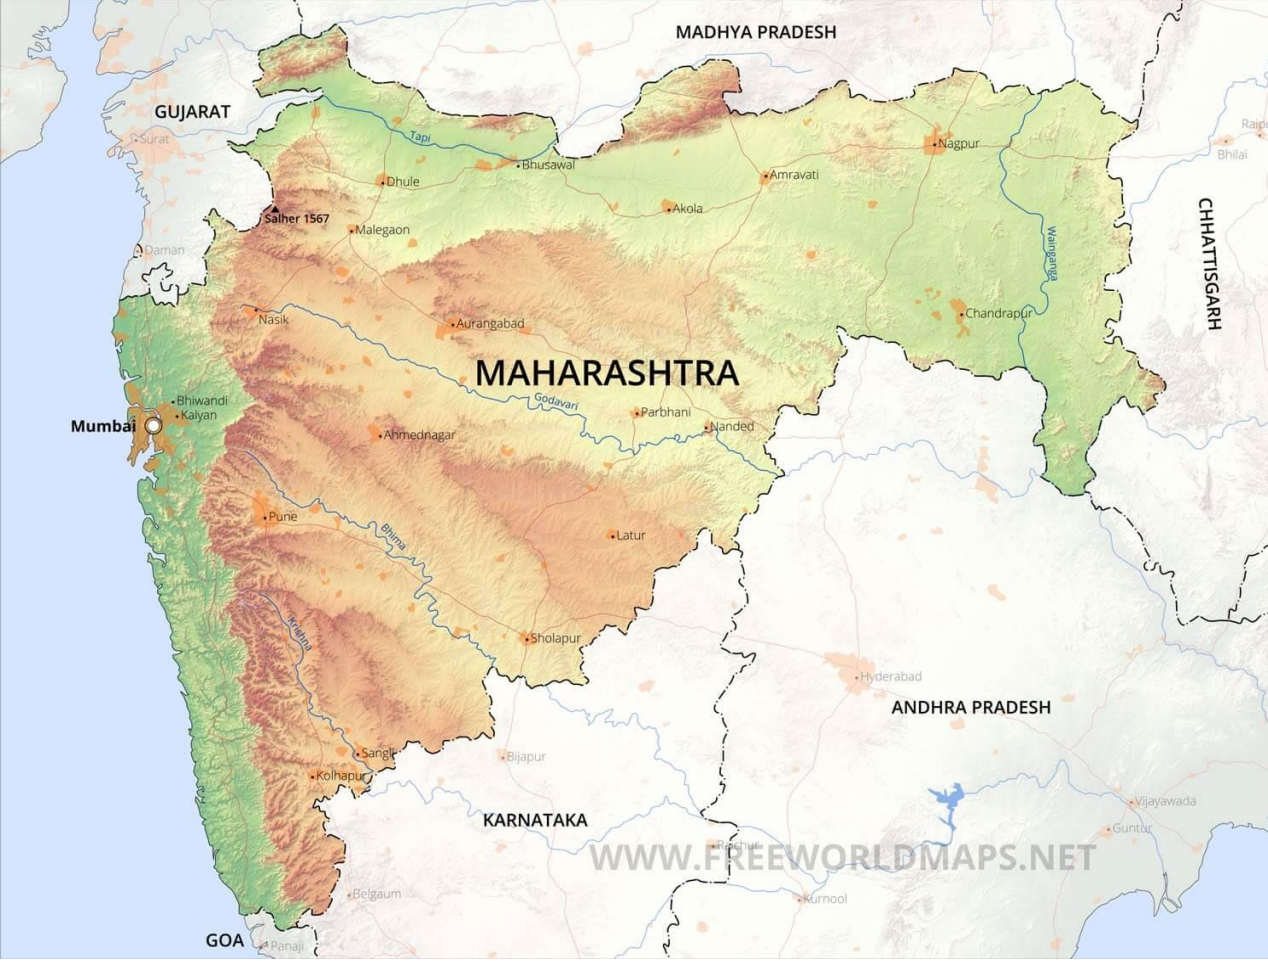 MADHYA PRADESH
GUJARAT
Surat
Tapi
Bhusawal
Nagpur
Raip
Bhilai
Dhule
Amravati
Akola
Salher 1567
Malegaon
CHHATTISGARH
Daman
Wainganga
Nasik
Aurangabad
Chandrapur
MAHARASHTRA
Godavari
Bhiwandi
Kalyan
Parbhani
Mumbai
Nanded
Ahmednagar
Pune
Bhima
Latur
Krishna
Sholapur
Hyderabad
ANDHRA PRADESH
Sangli
Bijapur
Kolhapur
Vijayawada
KARNATAKA
Guntur
Raichur
WWW.FREEWORLDMAPS.NET
Belgaum
Kurnool
GOA
Panaji